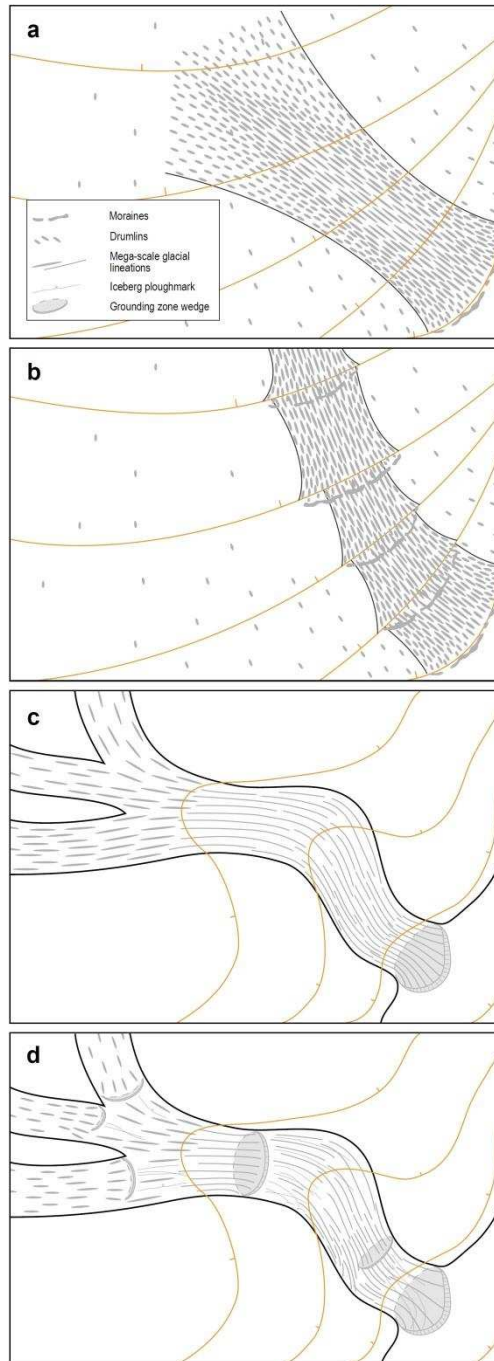 a
Moraines
Drumlins
Mega-scale glacial
lineations
Iceberg ploughmark
Grounding zone wedge
b
c
d